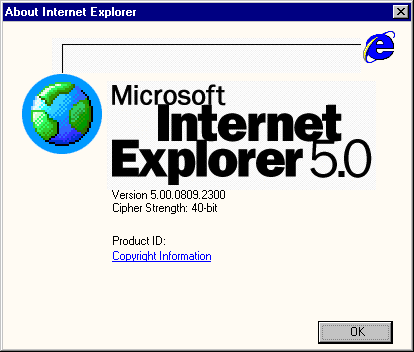 About Internet Explorer
Microsoft
Internet
Explorer 5.0
Version 5.00.0809.2300
Cipher Strength: 40-bit
Product ID:
Copyright Information
OK